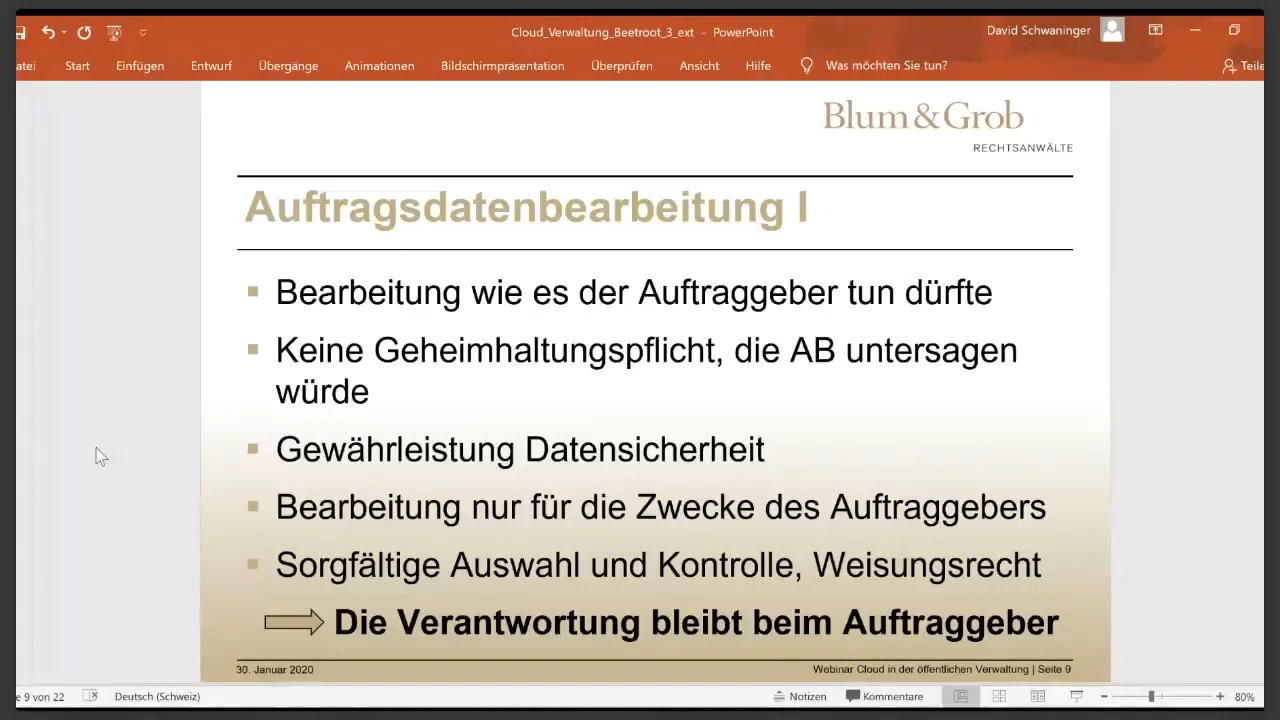 Cloud_Verwaltung_Beetroot_3_ext - PowerPoint
David Schwaninger
atei Start Einfügen Entwurf Übergänge Animationen Bildschirmpräsentation Überprüfen Ansicht Hilfe Was möchten Sie tun? Teile
Blum&Grob
RECHTSANWÄLTE
Auftragsdatenbearbeitung I
Bearbeitung wie es der Auftraggeber tun dürfte
Keine Geheimhaltungspflicht, die AB untersagen
würde
Gewährleistung Datensicherheit
Bearbeitung nur für die Zwecke des Auftraggebers
Sorgfältige Auswahl und Kontrolle, Weisungsrecht
Die Verantwortung bleibt beim Auftraggeber
30. Januar 2020
Webinar Cloud in der öffentlichen Verwaltung | Seite 9
e 9 von 22 Deutsch (Schweiz) Notizen Kommentare 80%